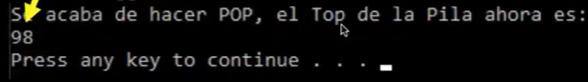 Se acaba de hacer POP, el Top de la Pila ahora es:
98
Press any key to continue . . .